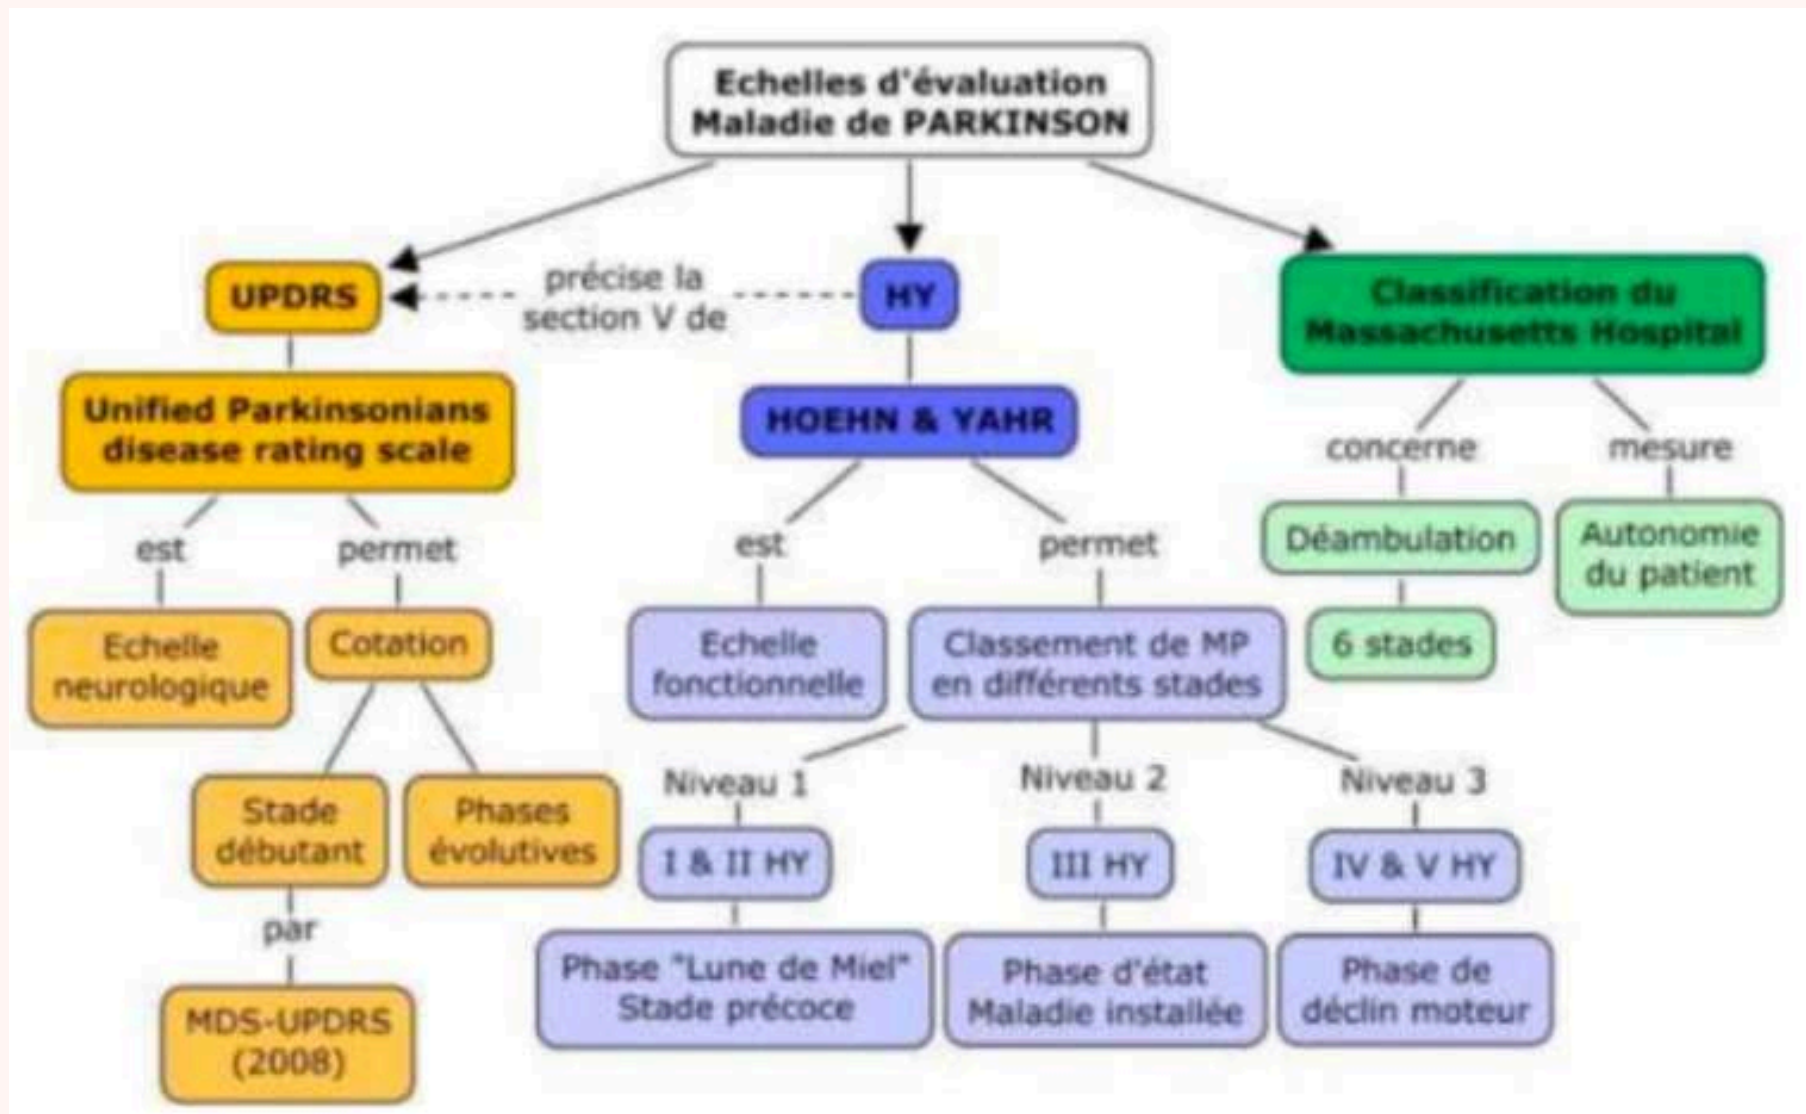 Echelles d'évaluation
Maladie de PARKINSON
UPDRS
précise la
section V de
HY
Classification du
Massachusetts Hospital
Unified Parkinsonians
disease rating scale
HOEHN & YAHR
concerne
mesure
est
permet
est
permet
Déambulation
Autonomie
du patient
Echelle
neurologique
Cotation
Echelle
fonctionnelle
Classement de MP
en différents stades
6 stades
Niveau 1
Niveau 2
Niveau 3
Stade
débutant
Phases
évolutives
I & II HY
III HY
IV & V HY
par
Phase "Lune de Miel"
Stade précoce
Phase d'état
Maladie installée
Phase de
déclin moteur
MDS-UPDRS
(2008)